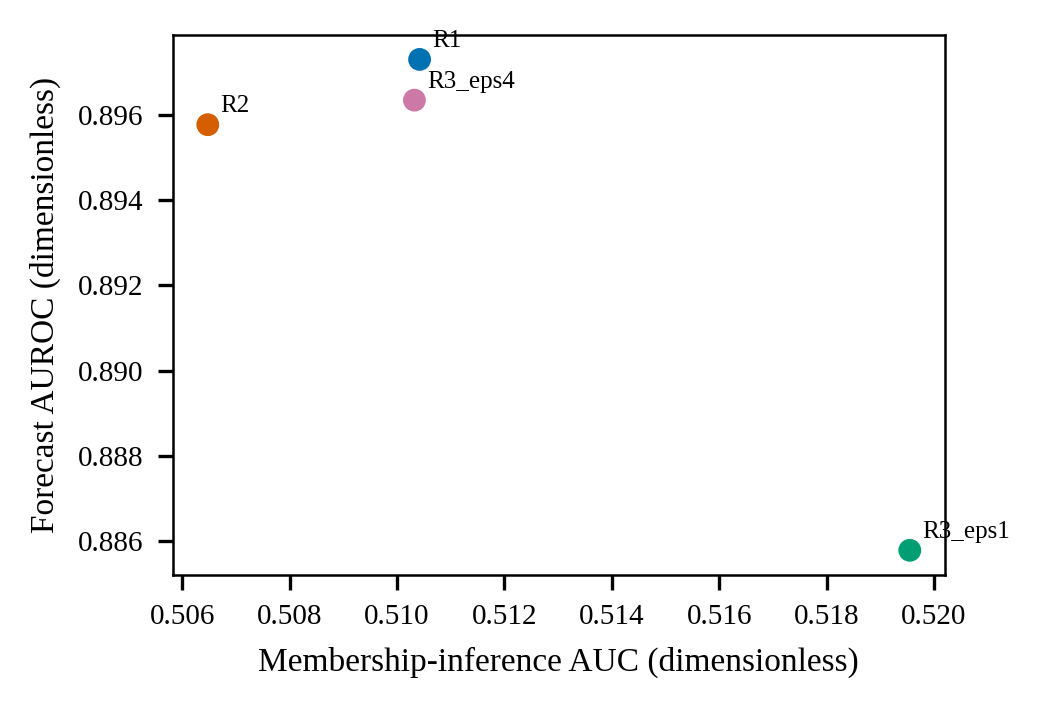 R1
R3_eps4
R2
R3_eps1
Forecast AUROC (dimensionless)
0.896
0.894
0.892
0.890
0.888
0.886
0.506 0.508 0.510 0.512 0.514 0.516 0.518 0.520
Membership-inference AUC (dimensionless)